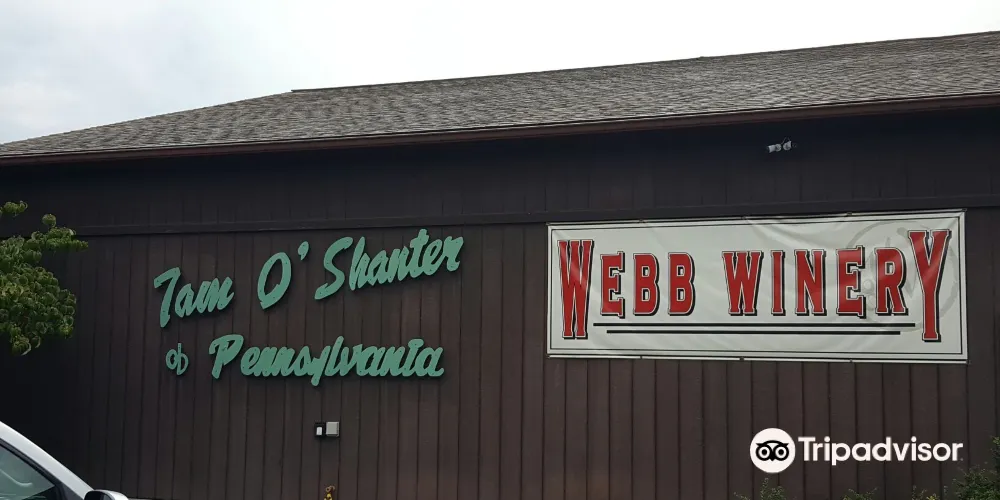 Tam O' Shanter
of Pennsylvania
WEBB WINERY
Tripadvisor